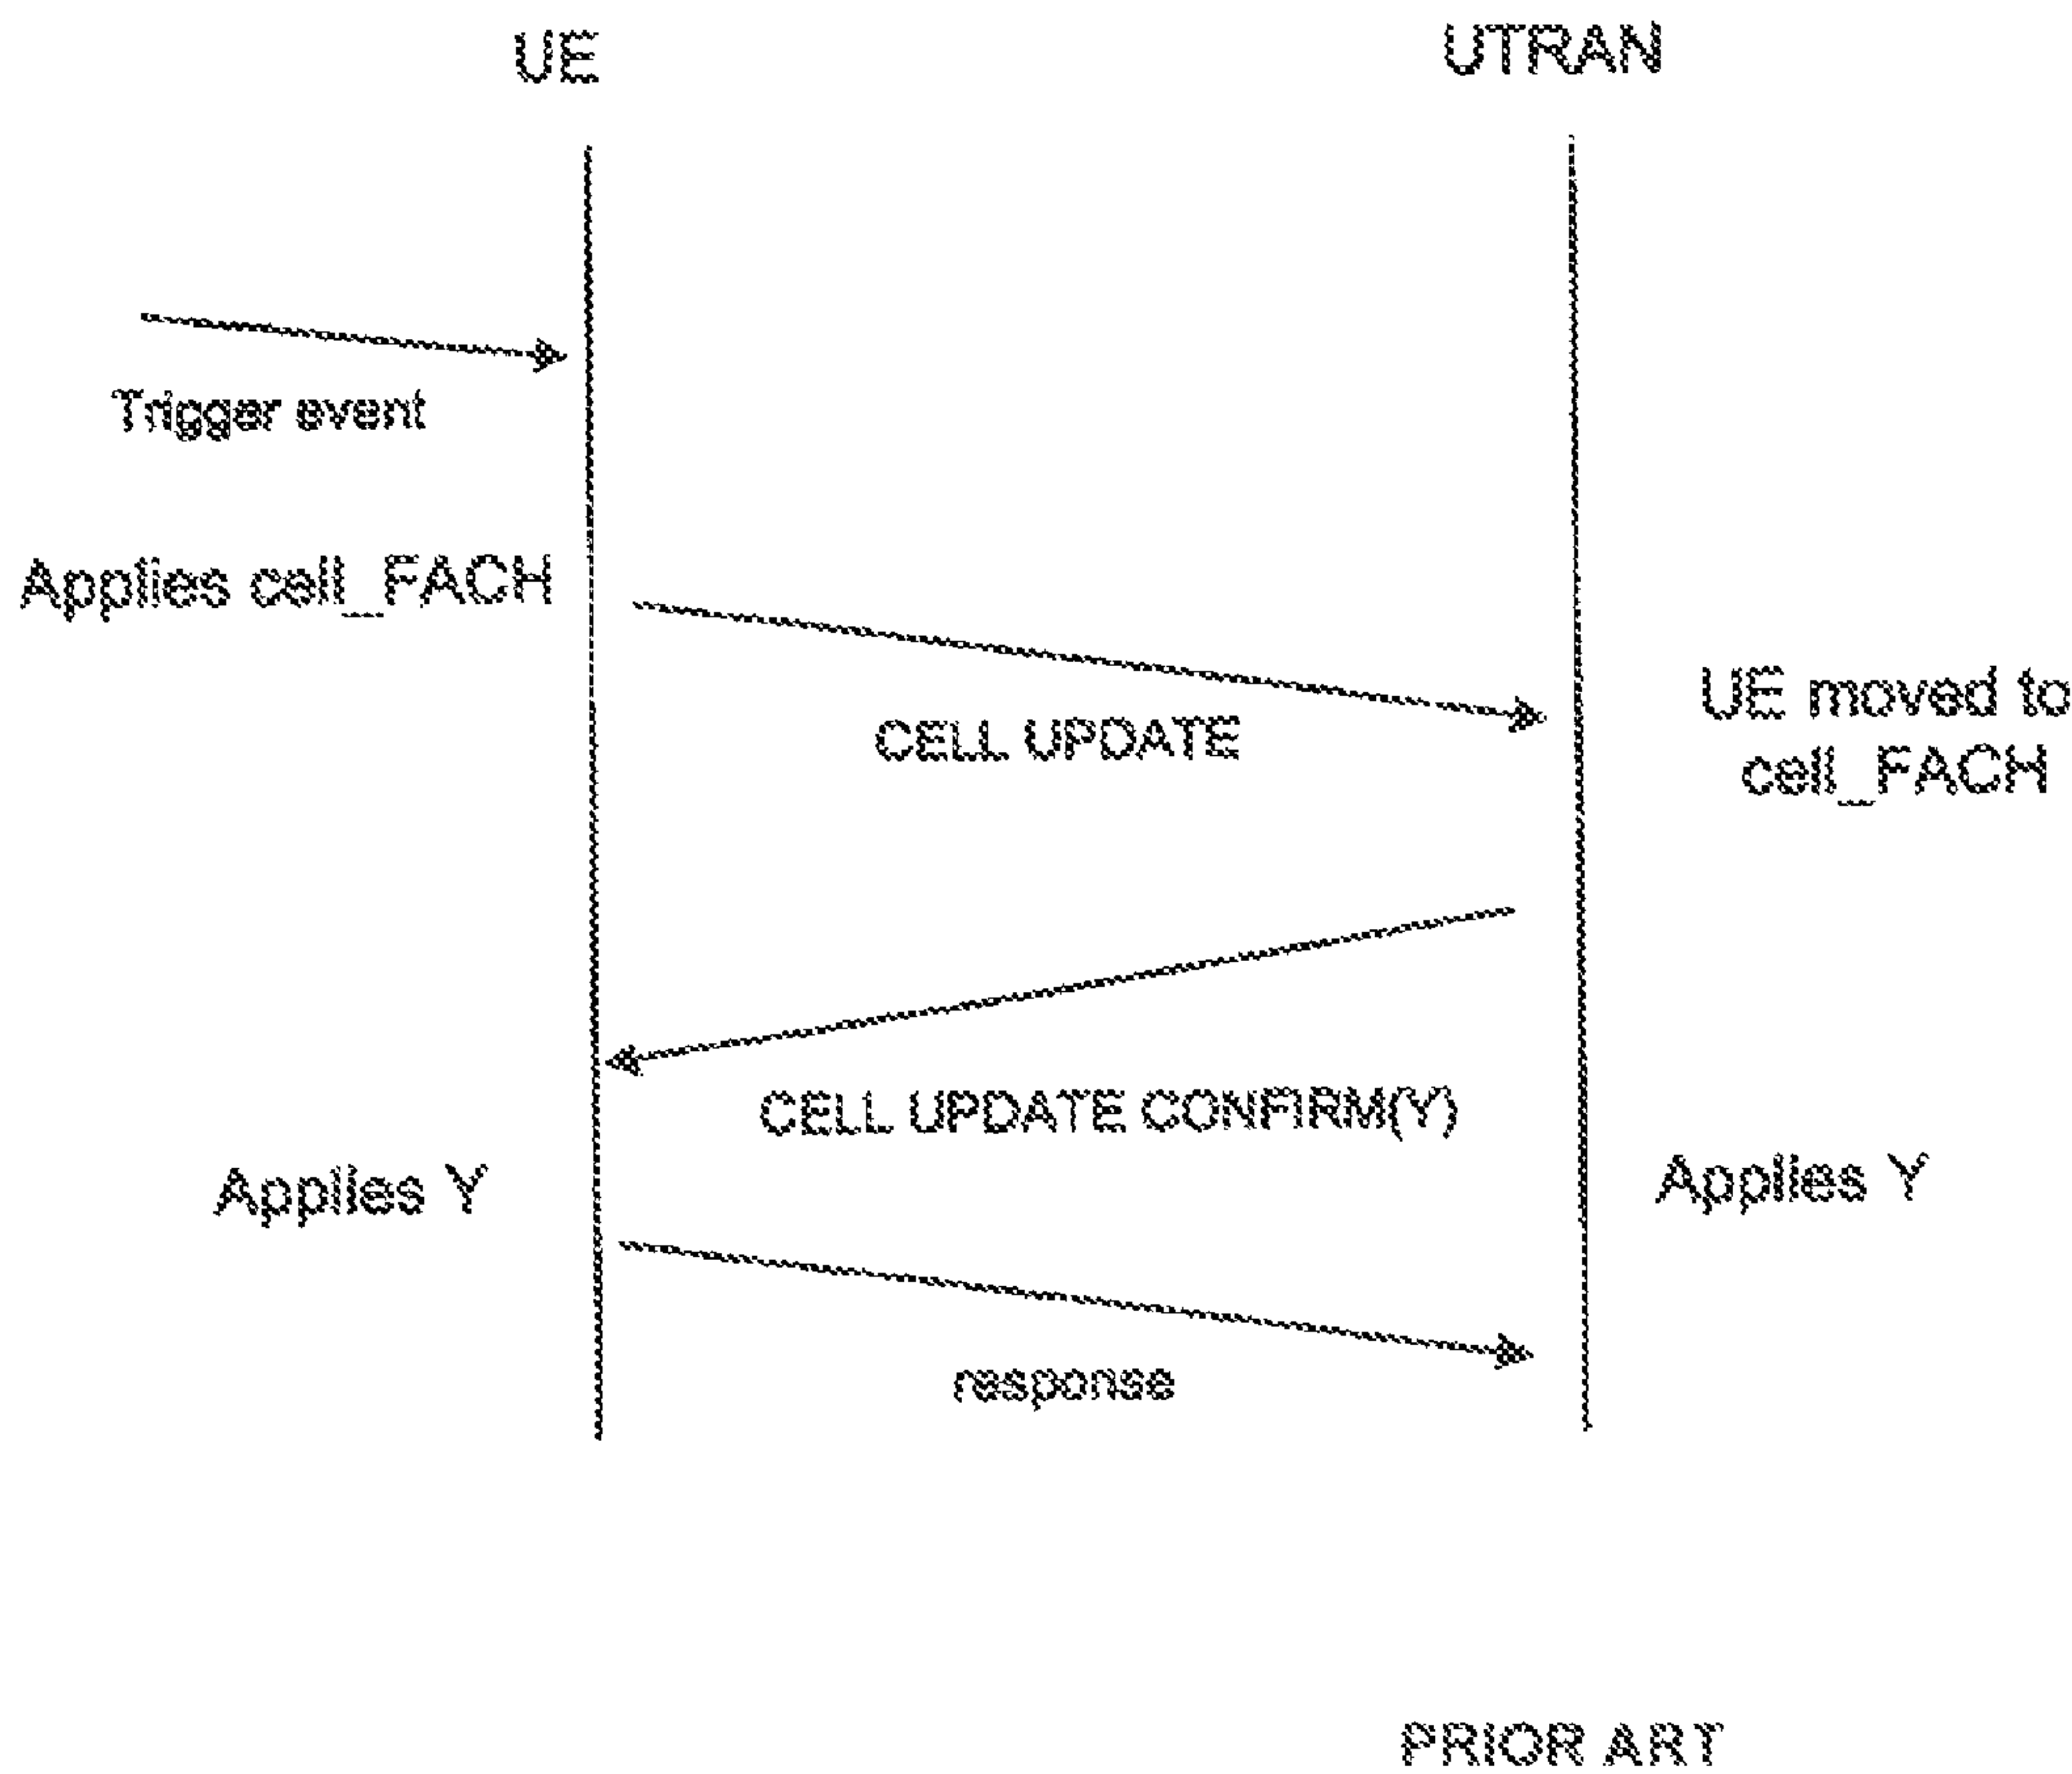 UE
UTRAN
Trigger event
Applies cell_FACH
CELL UPDATE
UE moved to
cell_FACH
CELL UPDATE CONFIRM(Y)
Applies Y
Applies Y
response
PRIOR ART